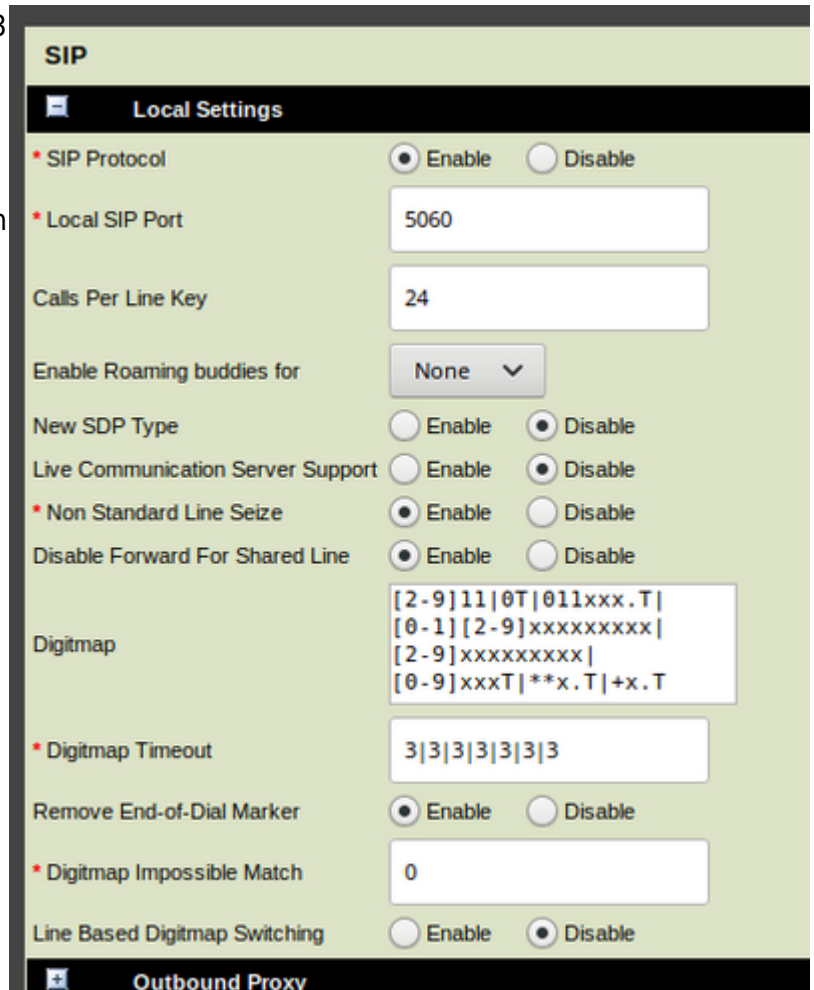 3
SIP
Local Settings
* SIP Protocol Enable Disable
n
* Local SIP Port 5060
Calls Per Line Key 24
Enable Roaming buddies for None
New SDP Type Enable Disable
Live Communication Server Support Enable Disable
* Non Standard Line Seize Enable Disable
Disable Forward For Shared Line Enable Disable
Digitmap
[2-9]11|0T|011xxx.T|
[0-1][2-9]xxxxxxxxx|
[2-9]xxxxxxxxx|
[0-9]xxxT|**x.T|+x.T
* Digitmap Timeout 3|3|3|3|3|3|3
Remove End-of-Dial Marker Enable Disable
* Digitmap Impossible Match 0
Line Based Digitmap Switching Enable Disable
Outbound Proxy